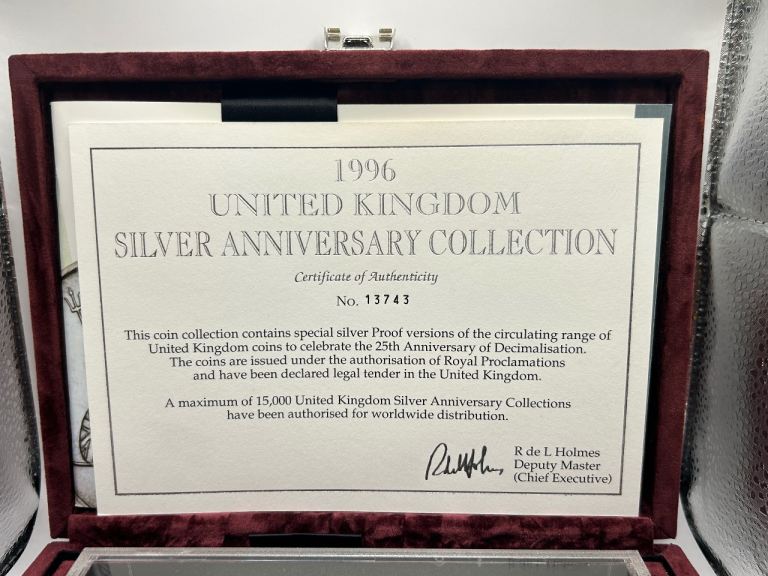 1996
UNITED KINGDOM
SILVER ANNIVERSARY COLLECTION
Certificate of Authenticity
No. 13743
This coin collection contains special silver Proof versions of the circulating range of
United Kingdom coins to celebrate the 25th Anniversary of Decimalisation.
The coins are issued under the authorisation of Royal Proclamations
and have been declared legal tender in the United Kingdom.
A maximum of 15,000 United Kingdom Silver Anniversary Collections
have been authorised for worldwide distribution.
R de L Holmes
Deputy Master
(Chief Executive)